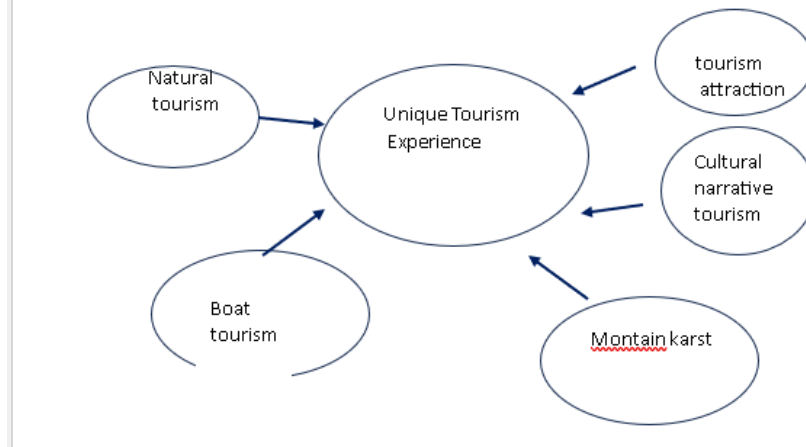 Natural
tourism
Unique Tourism
Experience
tourism
attraction
Cultural
narrative
tourism
Boat
tourism
Montain karst